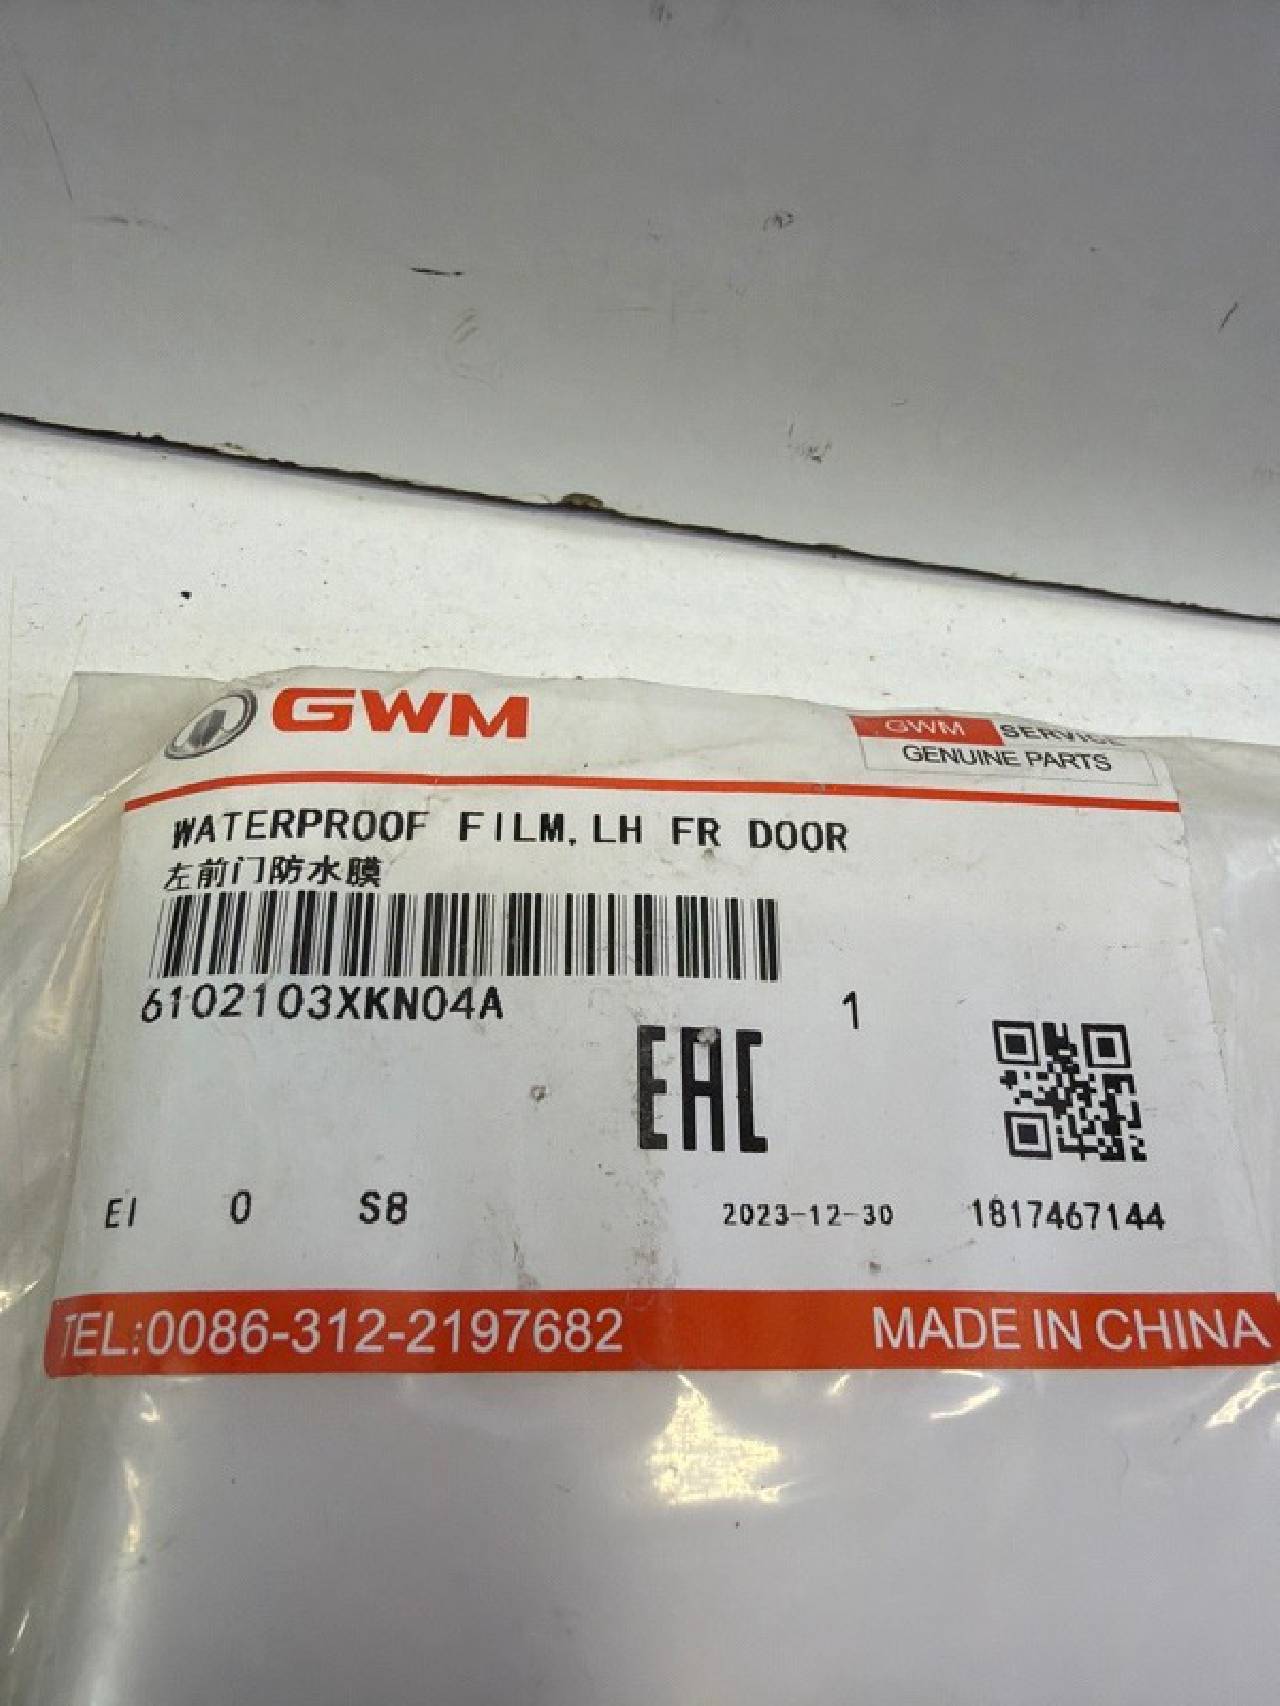 GWM
GWM SERVICE
GENUINE PARTS
WATERPROOF FILM, LH FR DOOR
左前门防水膜
6102103XKN04A
1
EAC
EI 0 S8
2023-12-30
1817467144
TEL:0086-312-2197682
MADE IN CHINA